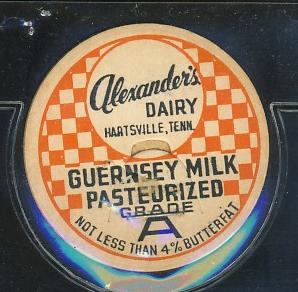 Alexander's
DAIRY
HARTSVILLE, TENN.
GUERNSEY MILK
PASTEURIZED
GRADE
A
NOT LESS THAN 4% BUTTERFAT